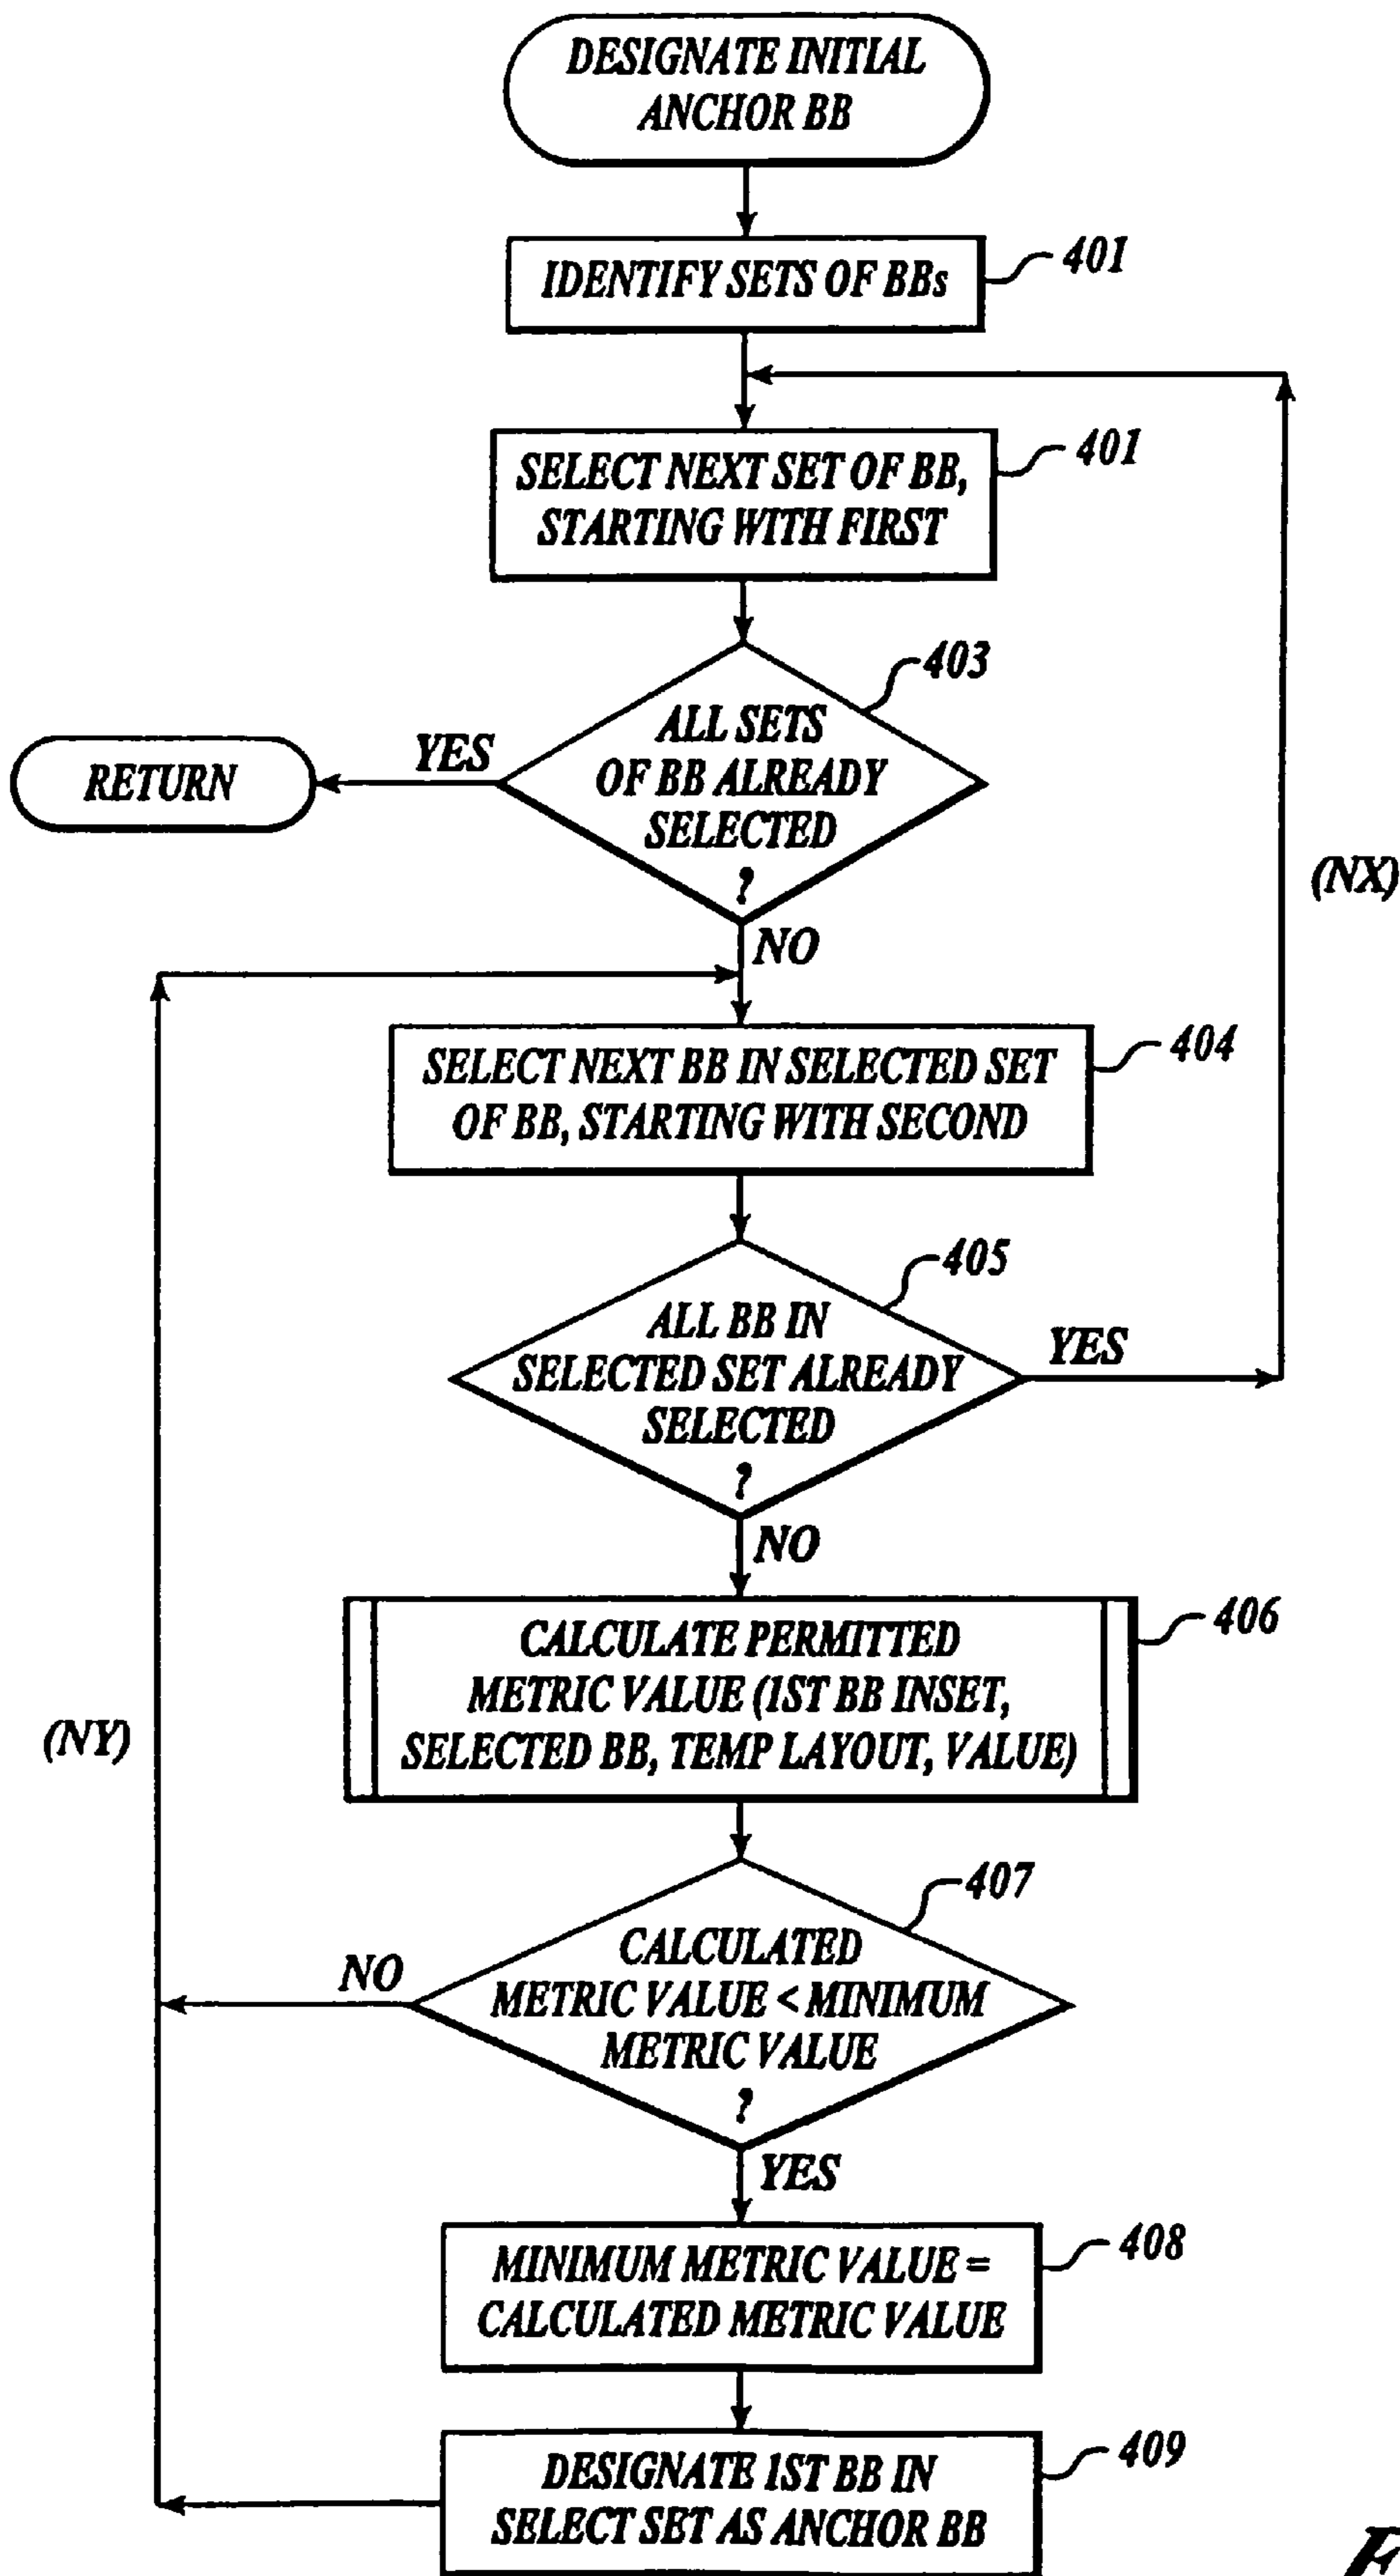 DESIGNATE INITIAL
ANCHOR BB
IDENTIFY SETS OF BBs
401
SELECT NEXT SET OF BB,
STARTING WITH FIRST
401
403
ALL SETS
OF BB ALREADY
SELECTED
?
YES
RETURN
NO
(NX)
SELECT NEXT BB IN SELECTED SET
OF BB, STARTING WITH SECOND
404
405
ALL BB IN
SELECTED SET ALREADY
SELECTED
?
YES
NO
CALCULATE PERMITTED
METRIC VALUE (1ST BB INSET,
SELECTED BB, TEMP LAYOUT, VALUE)
406
(NY)
407
CALCULATED
METRIC VALUE < MINIMUM
METRIC VALUE
?
NO
YES
MINIMUM METRIC VALUE =
CALCULATED METRIC VALUE
408
DESIGNATE 1ST BB IN
SELECT SET AS ANCHOR BB
409